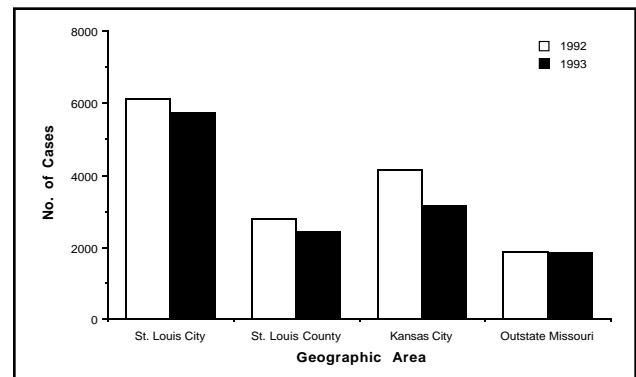 8000
1992
1993
6000
4000
2000
0
No. of Cases
St. Louis City St. Louis County Kansas City Outstate Missouri
Geographic Area